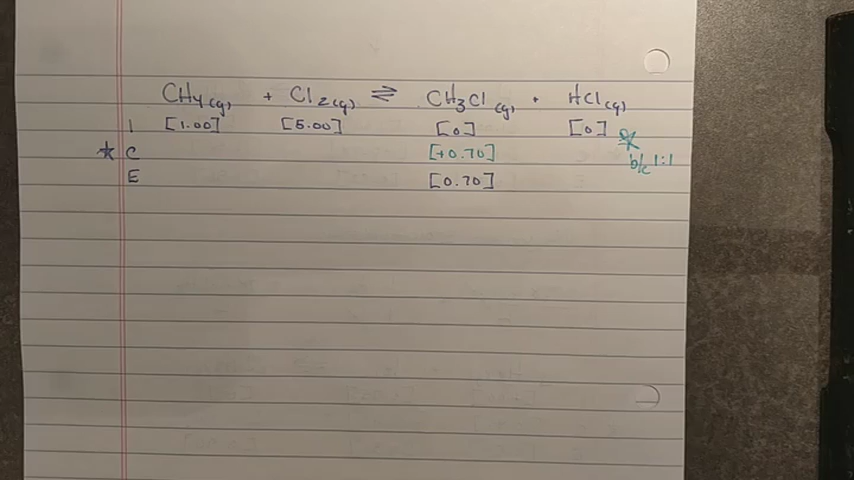 CH4(g) + Cl2(g) ⇌ CH3Cl(g) + HCl(g)
I [1.00] [5.00] [0] [0]
* C [+0.70] * b/c 1:1
E [0.70]